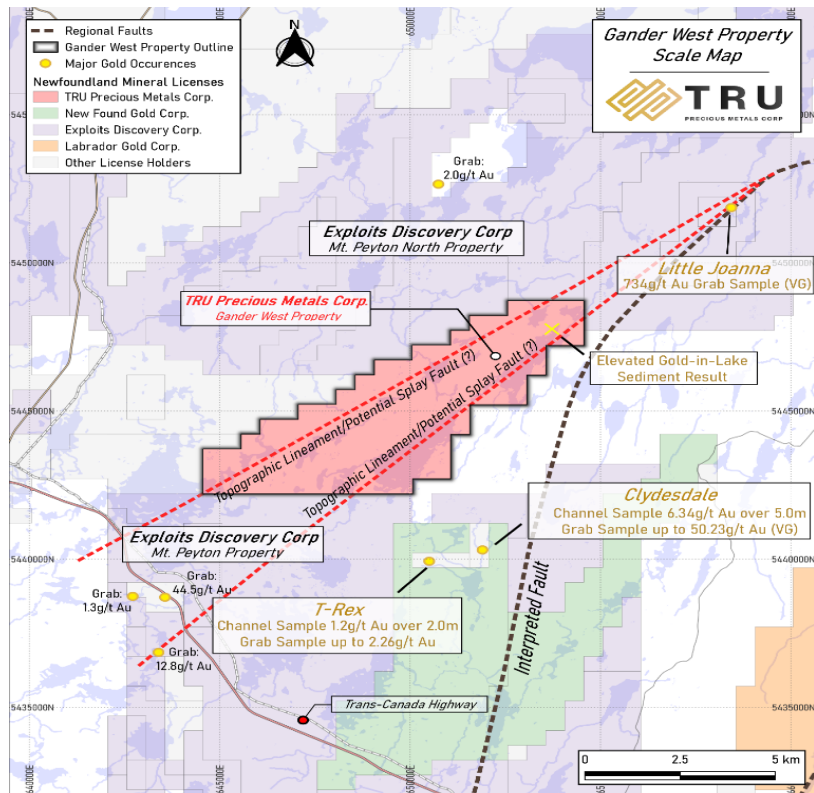 Regional Faults
Gander West Property Outline
Major Gold Occurences
Newfoundland Mineral Licenses
TRU Precious Metals Corp.
New Found Gold Corp.
Exploits Discovery Corp.
Labrador Gold Corp.
Other License Holders
650000E
Gander West Property
Scale Map
TRU
PRECIOUS METALS CORP
5450000N
Grab:
2.0g/t Au
Exploits Discovery Corp
Mt. Peyton North Property
5450000N
Little Joanna
734g/t Au Grab Sample (VG)
TRU Precious Metals Corp.
Gander West Property
Elevated Gold-in-Lake
Sediment Result
5445000N
5445000N
Topographic Lineament/Potential Splay Fault (?)
Topographic Lineament/Potential Splay Fault (?)
Clydesdale
Channel Sample 6.34g/t Au over 5.0m
Grab Sample up to 50.23g/t Au (VG)
Exploits Discovery Corp
Mt. Peyton Property
5440000N
5440000N
Grab:
44.5g/t Au
Grab:
1.3g/t Au
T-Rex
Channel Sample 1.2g/t Au over 2.0m
Grab Sample up to 2.26g/t Au
Interpreted Fault
Grab:
12.8g/t Au
Trans-Canada Highway
5435000N
5435000N
0
2.5
5 km
640000E
645000E
650000E